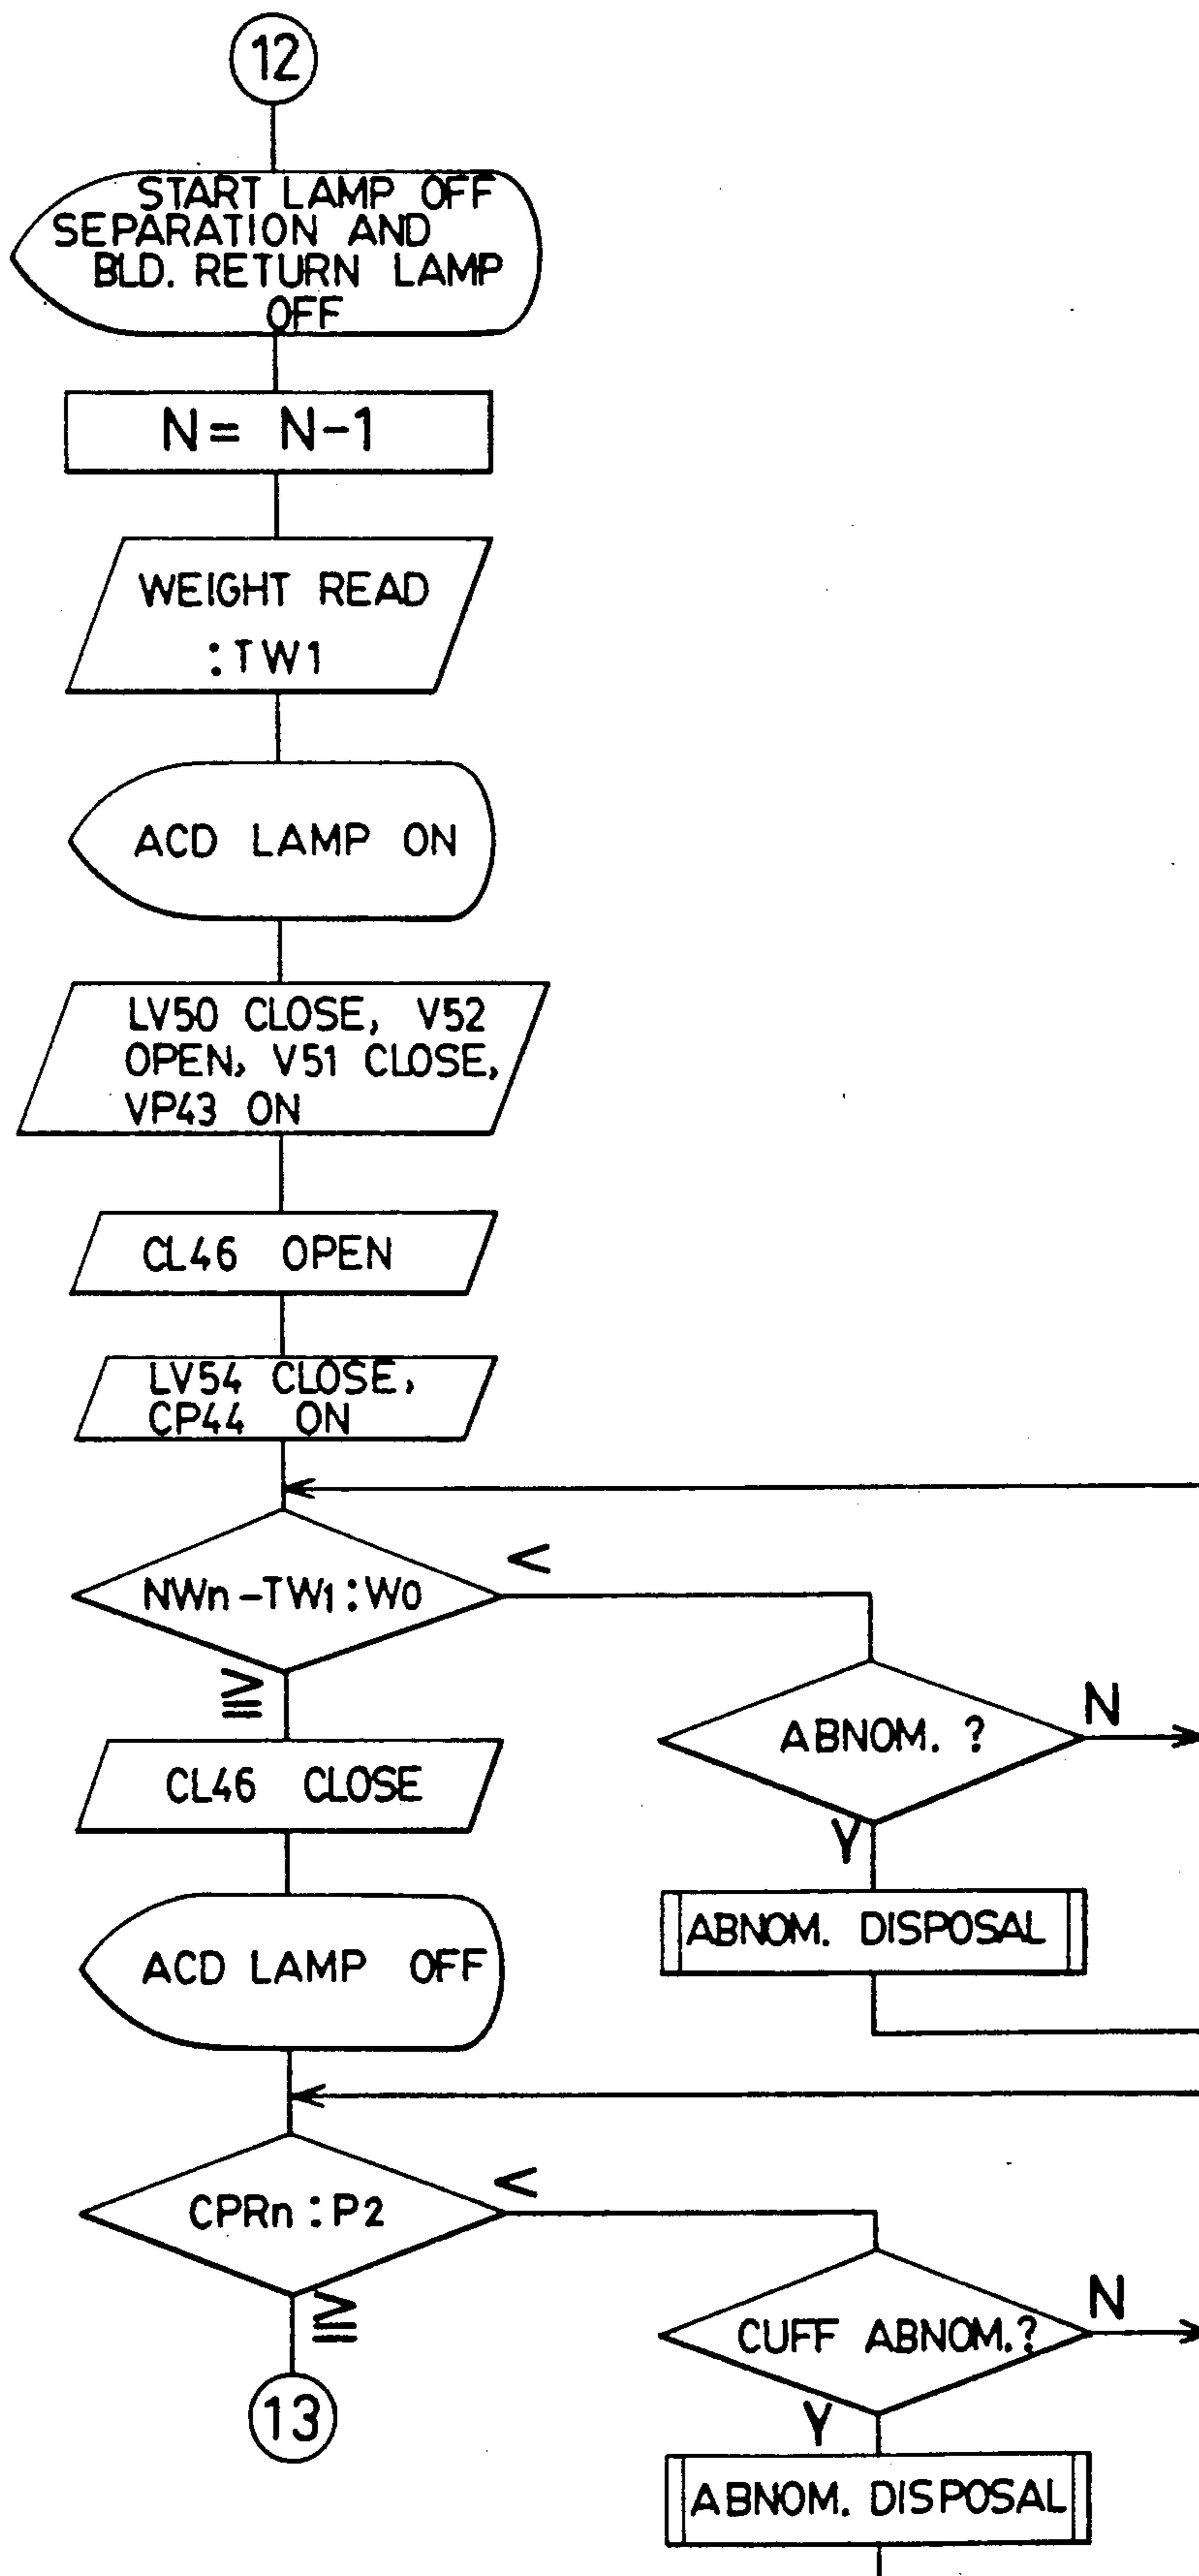 12
START LAMP OFF
SEPARATION AND
BLD. RETURN LAMP
OFF
N= N-1
WEIGHT READ
:TW1
ACD LAMP ON
LV50 CLOSE, V52
OPEN, V51 CLOSE,
VP43 ON
CL46 OPEN
LV54 CLOSE,
CP44 ON
NWn-TW1:W0
<
≧
ABNOM. ?
N
Y
CL46 CLOSE
ABNOM. DISPOSAL
ACD LAMP OFF
CPRn:P2
<
≧
CUFF ABNOM.?
N
Y
13
ABNOM. DISPOSAL